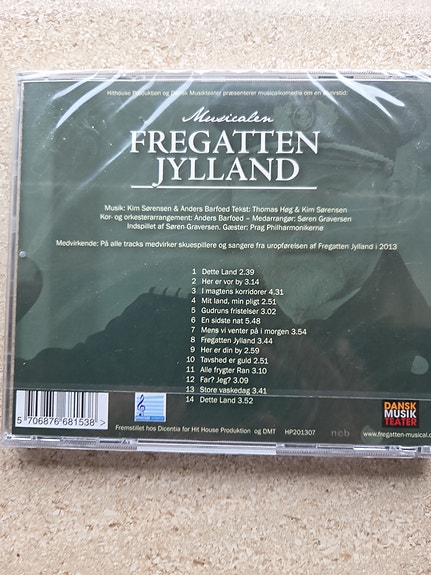 Hithouse Produktion og Dansk Musikteater præsenterer musicalkomedia om en storstid:
Musicalen
FREGATTEN
JYLLAND
Musik: Kim Sørensen & Anders Barfoed Tekst: Thomas Høg & Kim Sørensen
Kor- og orkesterarrangement: Anders Barfoed – Medarrangør: Søren Graversen
Indspillet af Søren Graversen. Gæster: Prag Philharmonikerne
Medvirkende: På alle tracks medvirker skuespillere og sangere fra uropførelsen af Fregatten Jylland i 2013
1 Dette Land 2.39
2 Her er vor by 3.14
3 I magtens korridorer 4.31
4 Mit land, min pligt 2.51
5 Gudruns fristelser 3.02
6 En sidste nat 5.48
7 Mens vi venter på i morgen 3.54
8 Fregatten Jylland 3.44
9 Her er din by 2.59
10 Tavshed er guld 2.51
11 Alle frygter Ran 3.10
12 Far? Jeg? 3.09
13 Store vaskedag 3.41
14 Dette Land 3.52
5 706876 681538 >
DANSK
MUSIK
TEATER
Fremstillet hos Dicentia for Hit House Produktion og DMT HP201307 ncb www.fregatten-musical.d